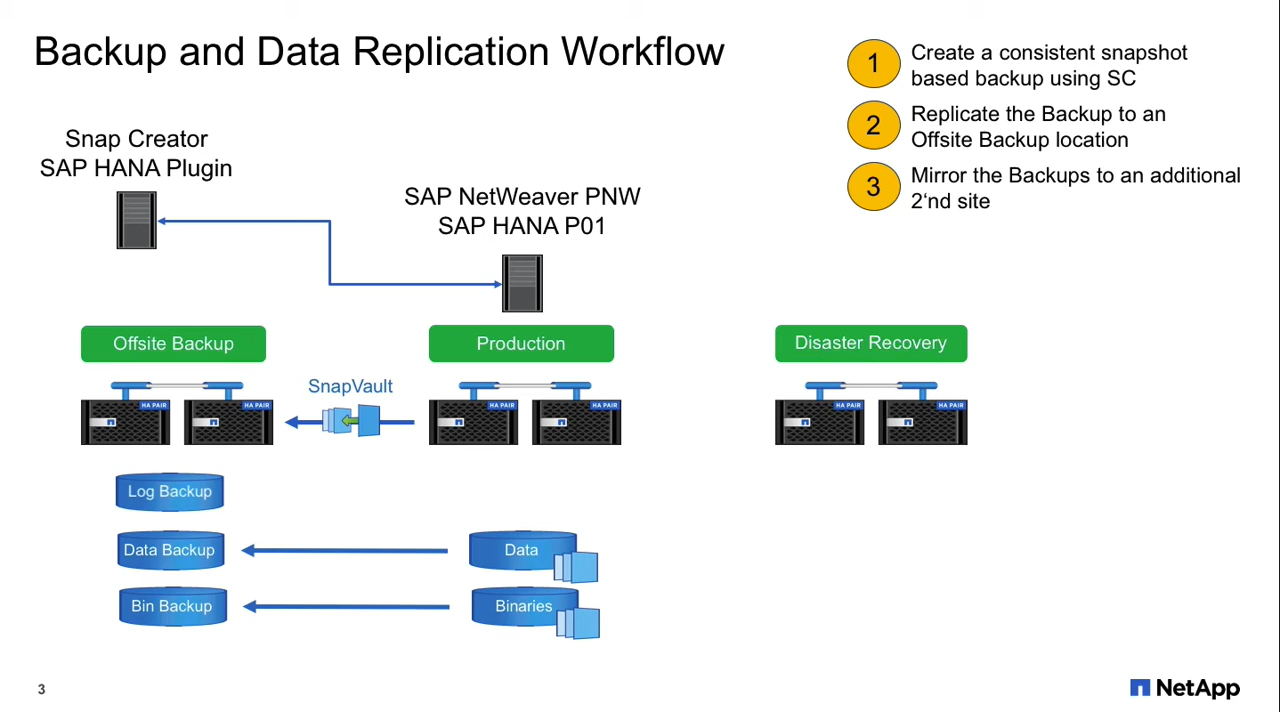 Backup and Data Replication Workflow
1
Create a consistent snapshot
based backup using SC
2
Replicate the Backup to an
Offsite Backup location
3
Mirror the Backups to an additional
2‘nd site
Snap Creator
SAP HANA Plugin
SAP NetWeaver PNW
SAP HANA P01
Offsite Backup
Production
Disaster Recovery
SnapVault
HA PAIR
HA PAIR
HA PAIR
HA PAIR
HA PAIR
HA PAIR
Log Backup
Data Backup
Data
Bin Backup
Binaries
3
NetApp